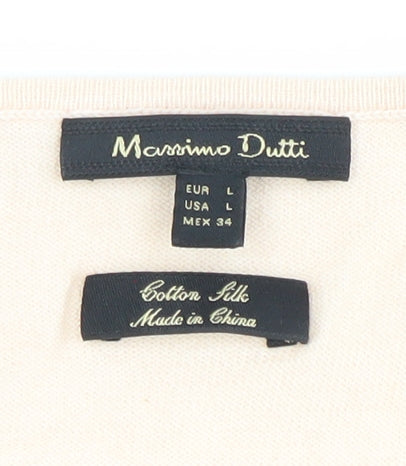 Massimo Dutti
EUR L
USA L
MEX 34
Cotton Silk
Made in China